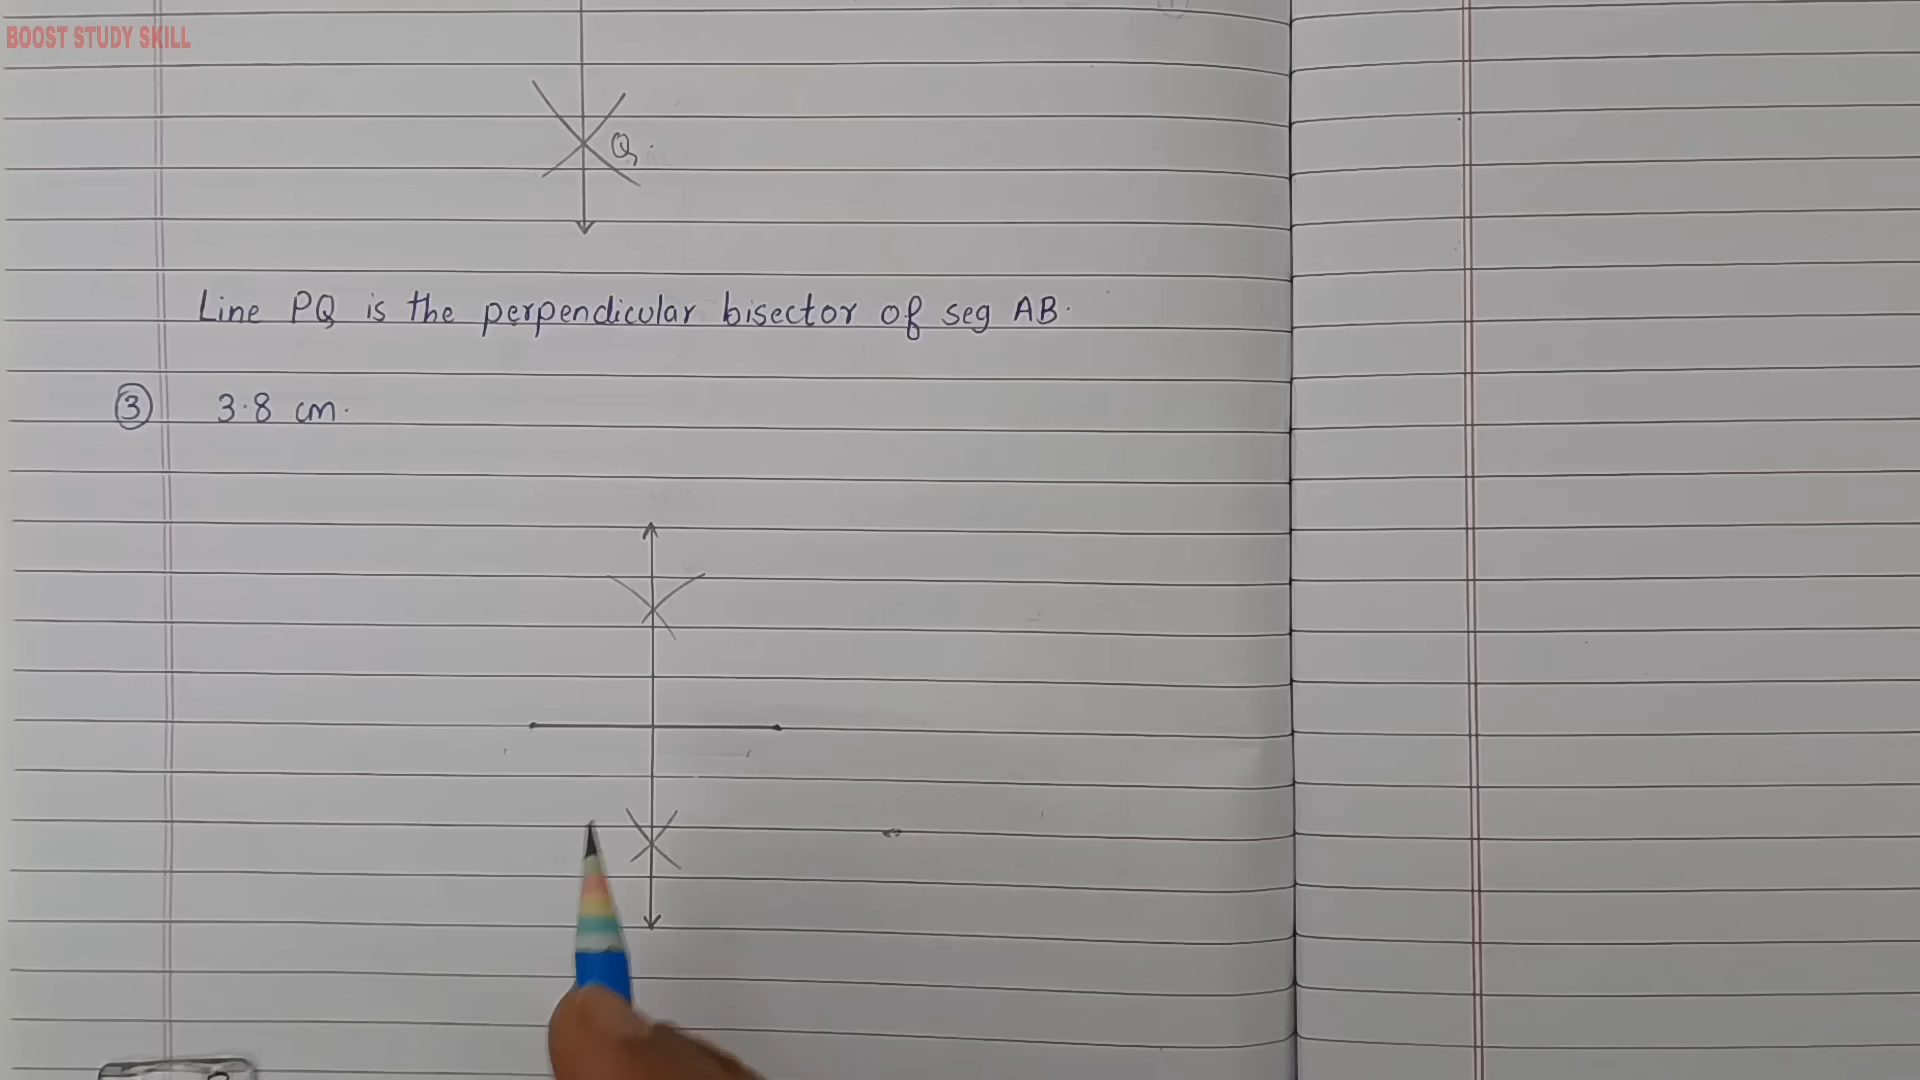 BOOST STUDY SKILL
Q.
Line PQ is the perpendicular bisector of seg AB.
3 3.8 cm.